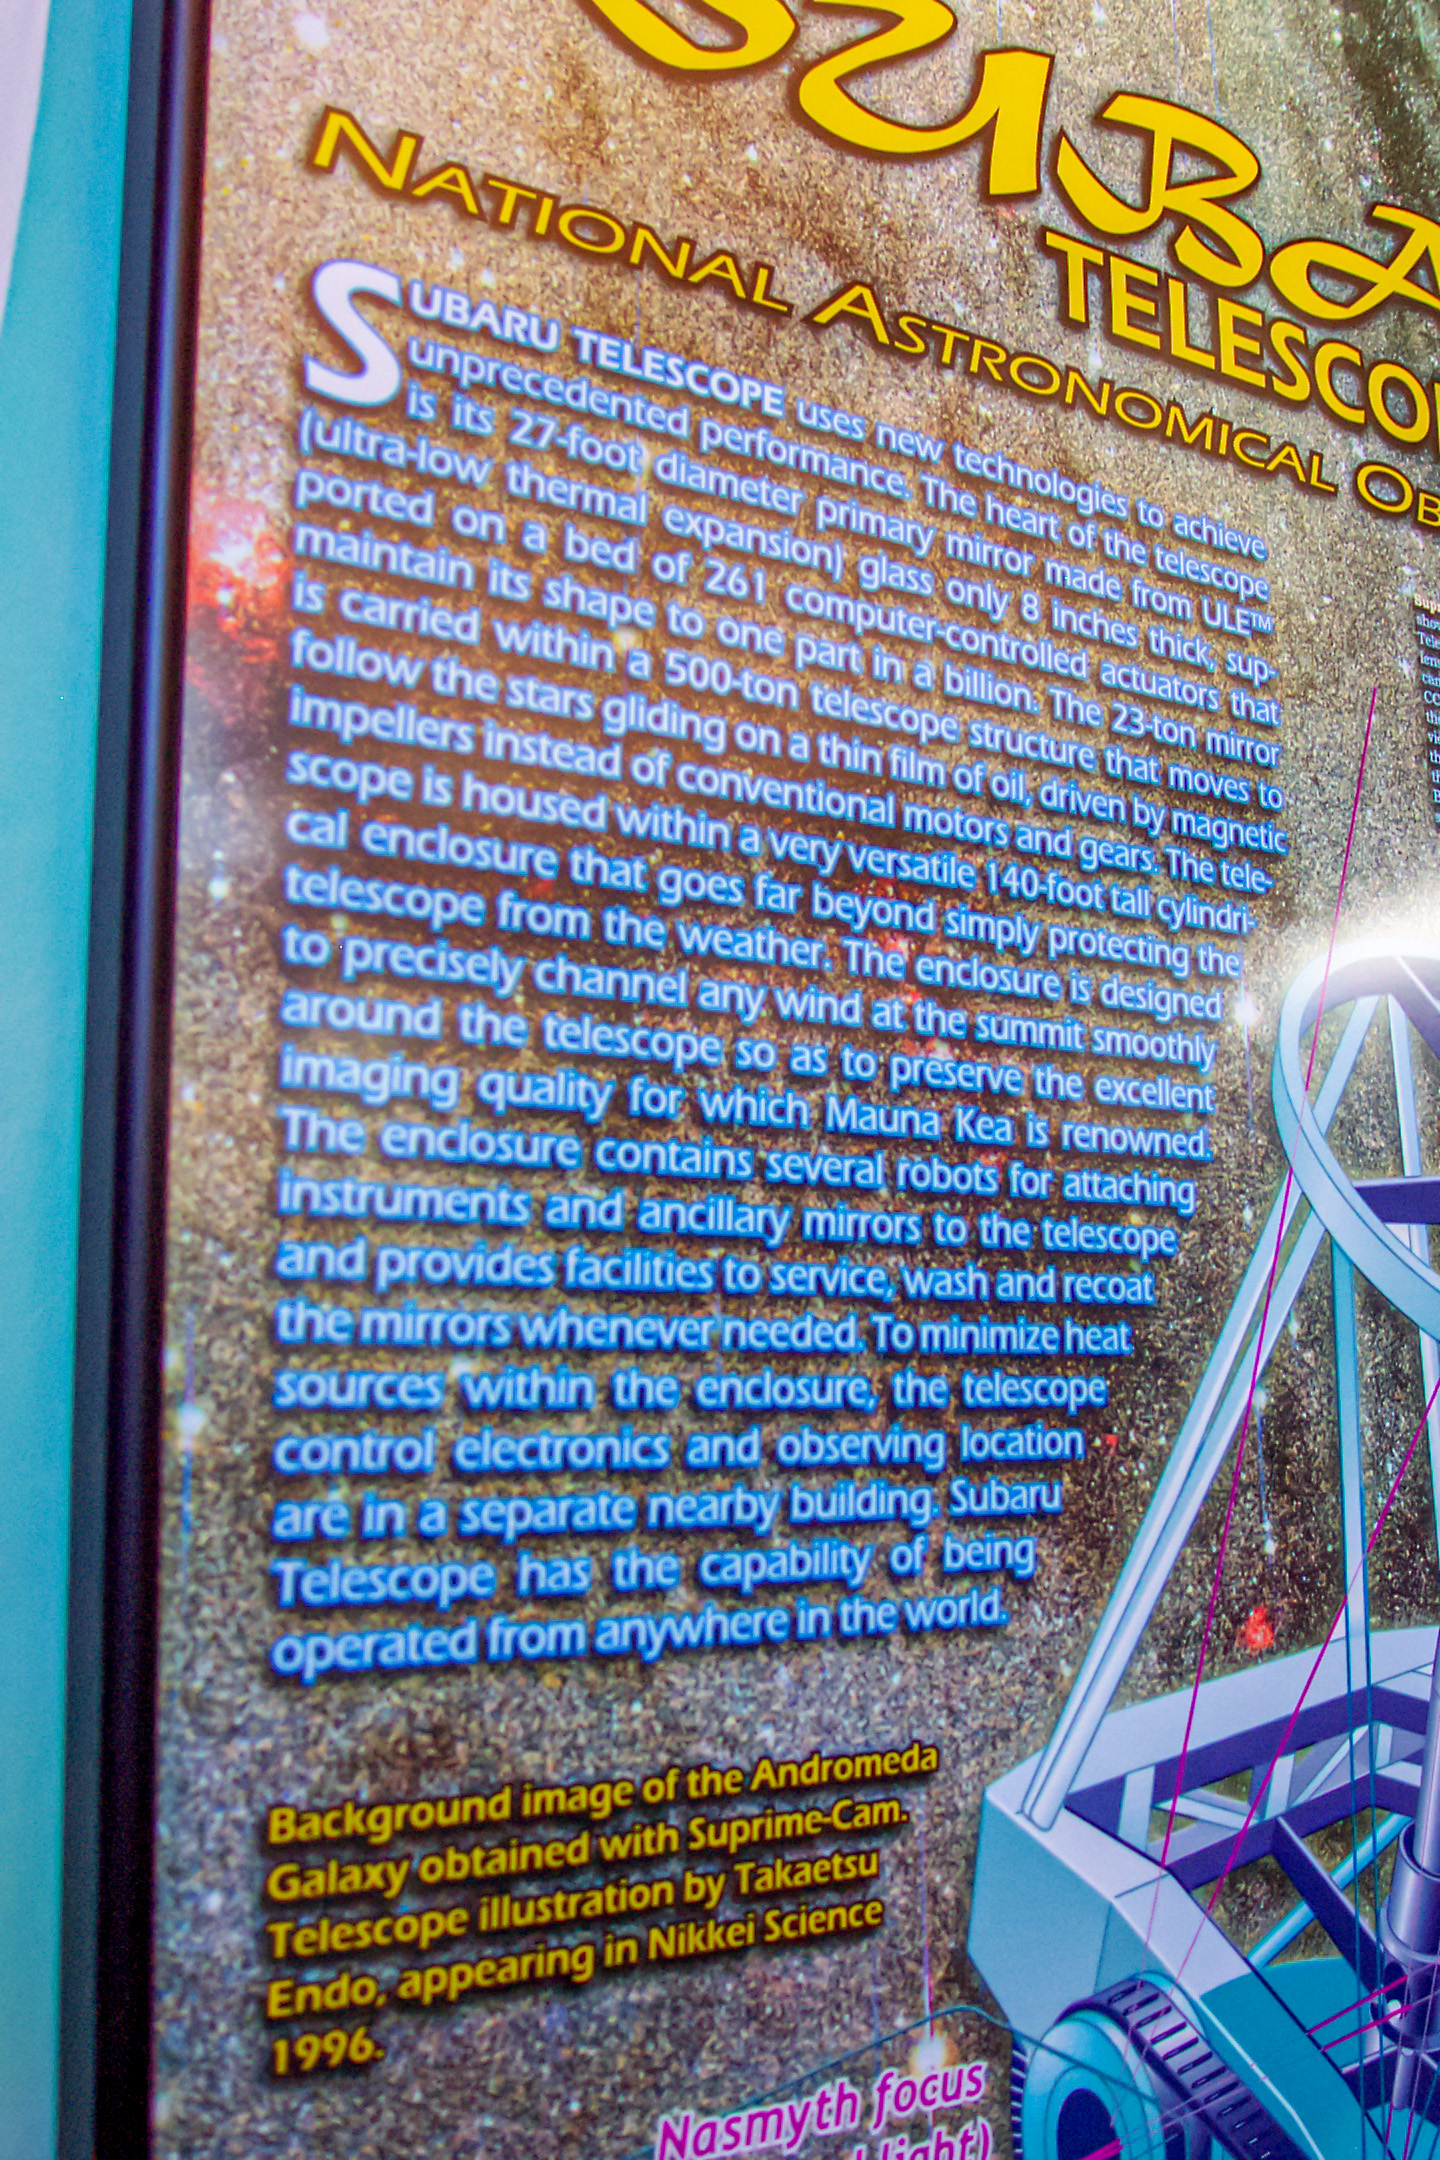 SUBA
TELESCO
NATIONAL ASTRONOMICAL OB
SUBARU TELESCOPE uses new technologies to achieve
unprecedented performance. The heart of the telescope
is its 27-foot diameter primary mirror made from ULE™
(ultra-low thermal expansion) glass only 8 inches thick, sup-
ported on a bed of 261 computer-controlled actuators that
maintain its shape to one part in a billion. The 23-ton mirror
is carried within a 500-ton telescope structure that moves to
follow the stars gliding on a thin film of oil, driven by magnetic
impellers instead of conventional motors and gears. The tele-
scope is housed within a very versatile 140-foot tall cylindri-
cal enclosure that goes far beyond simply protecting the
telescope from the weather. The enclosure is designed
to precisely channel any wind at the summit smoothly
around the telescope so as to preserve the excellent
imaging quality for which Mauna Kea is renowned.
The enclosure contains several robots for attaching
instruments and ancillary mirrors to the telescope
and provides facilities to service, wash and recoat
the mirrors whenever needed. To minimize heat
sources within the enclosure, the telescope
control electronics and observing location
are in a separate nearby building. Subaru
Telescope has the capability of being
operated from anywhere in the world.
Background image of the Andromeda
Galaxy obtained with Suprime-Cam.
Telescope illustration by Takaetsu
Endo, appearing in Nikkei Science
1996.
Nasmyth focus
light)